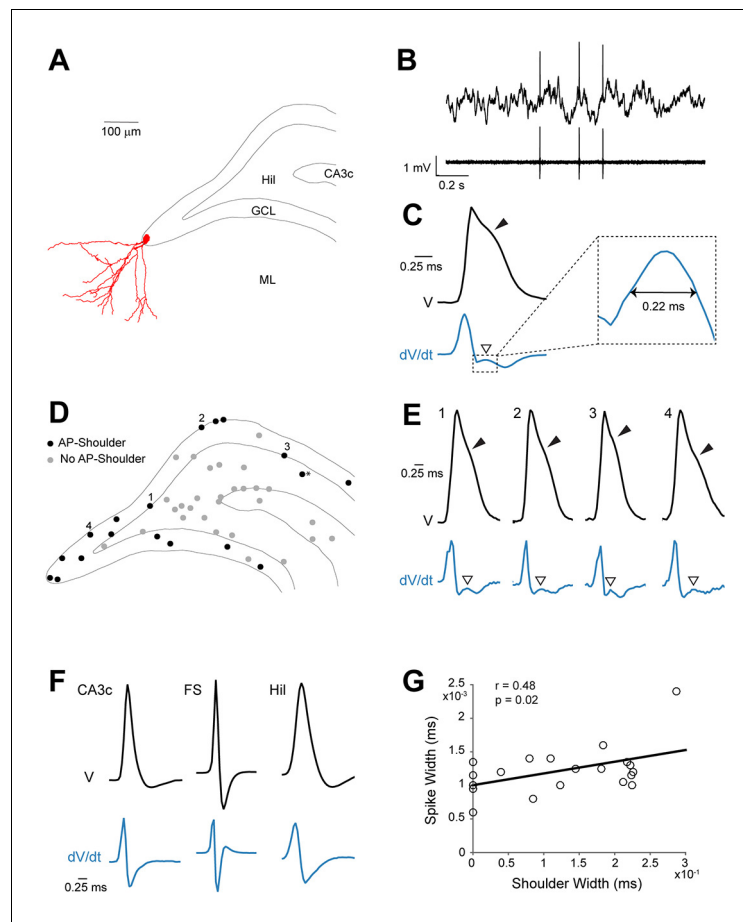 A
100 μm
Hil
CA3c
GCL
ML
B
1 mV
0.2 s
C
0.25 ms
V
dV/dt
0.22 ms
D
AP-Shoulder
No AP-Shoulder
2
3
*
1
4
E
1 2 3 4
0.25 ms
V
dV/dt
F
CA3c FS Hil
V
dV/dt
0.25 ms
G
r = 0.48
p = 0.02
2.5
x10⁻³
2
1.5
1
0.5
0
Spike Width (ms)
0 0.5 1 1.5 2 2.5 3
x10⁻¹
Shoulder Width (ms)